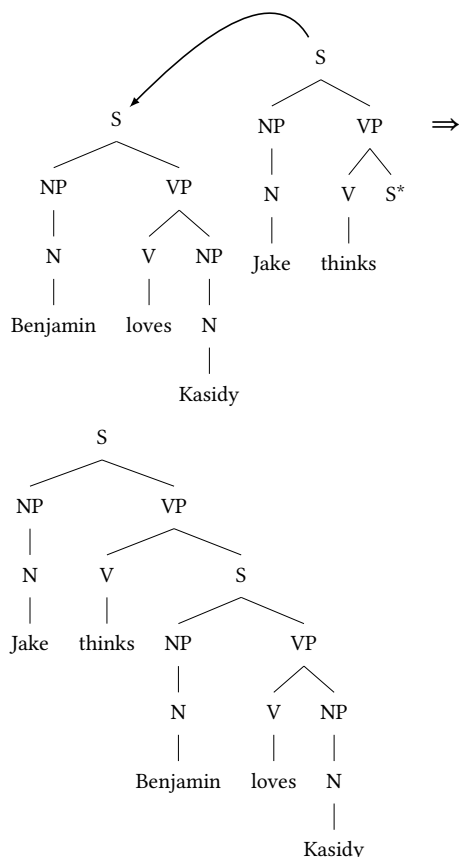 S
S
NP VP ⇒
NP VP
N V S*
N V NP
Jake thinks
Benjamin loves N
Kasidy
S
NP VP
N V S
Jake thinks NP VP
N V NP
Benjamin loves N
Kasidy